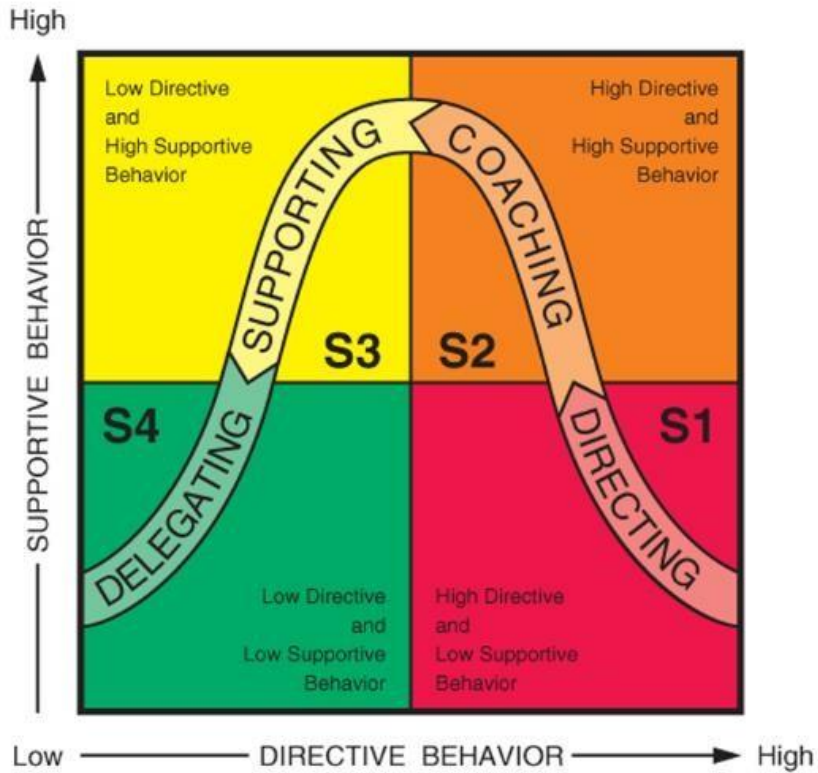 High
SUPPORTIVE BEHAVIOR
Low Directive
and
High Supportive
Behavior
High Directive
and
High Supportive
Behavior
SUPPORTING
COACHING
S3
S2
S4
S1
DELEGATING
DIRECTING
Low Directive
and
Low Supportive
Behavior
High Directive
and
Low Supportive
Behavior
Low
DIRECTIVE BEHAVIOR
High